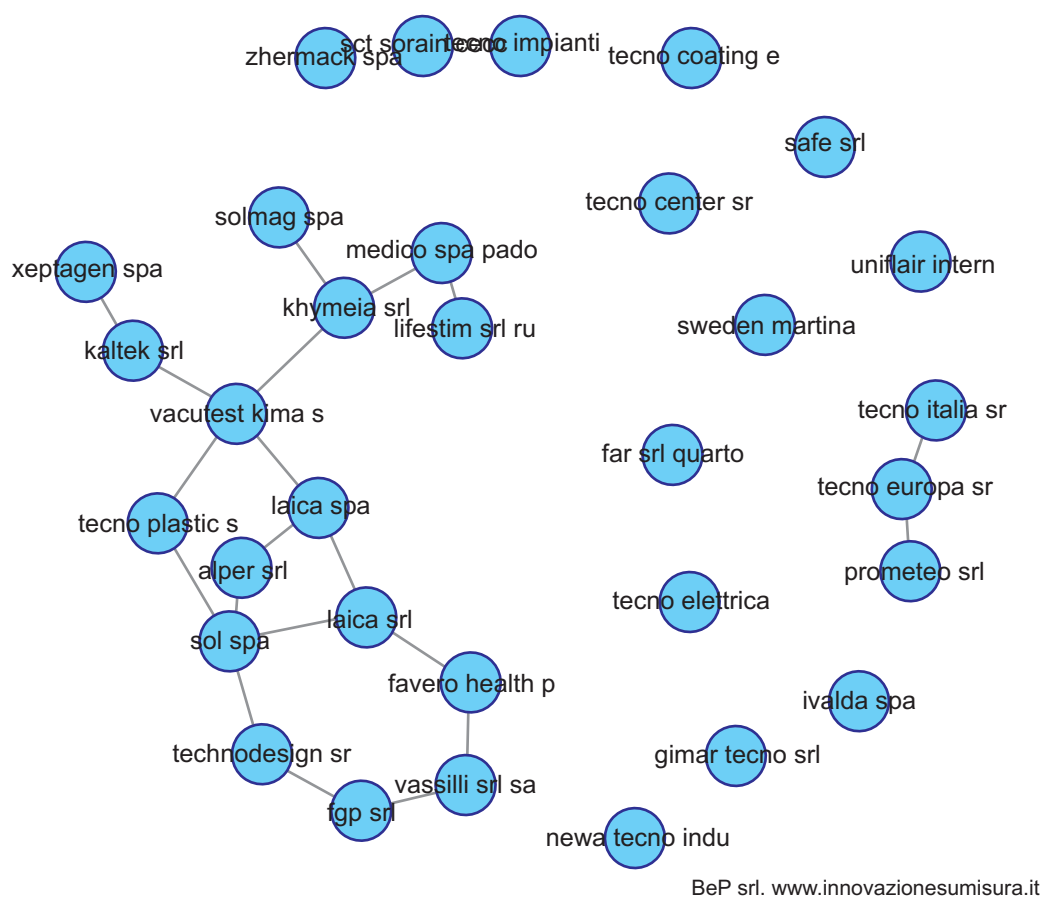 zhermack spa
sct sorain cecc
tecno impianti
tecno coating e
safe srl
tecno center sr
solmag spa
medico spa pado
uniflair intern
xeptagen spa
khymeia srl
lifestim srl ru
sweden martina
kaltek srl
vacutest kima s
tecno italia sr
far srl quarto
tecno europa sr
laica spa
tecno plastic s
alper srl
prometeo srl
tecno elettrica
laica srl
sol spa
favero health p
ivalda spa
technodesign sr
gimar tecno srl
vassilli srl sa
fgp srl
newa tecno indu
BeP srl. www.innovazionesumisura.it